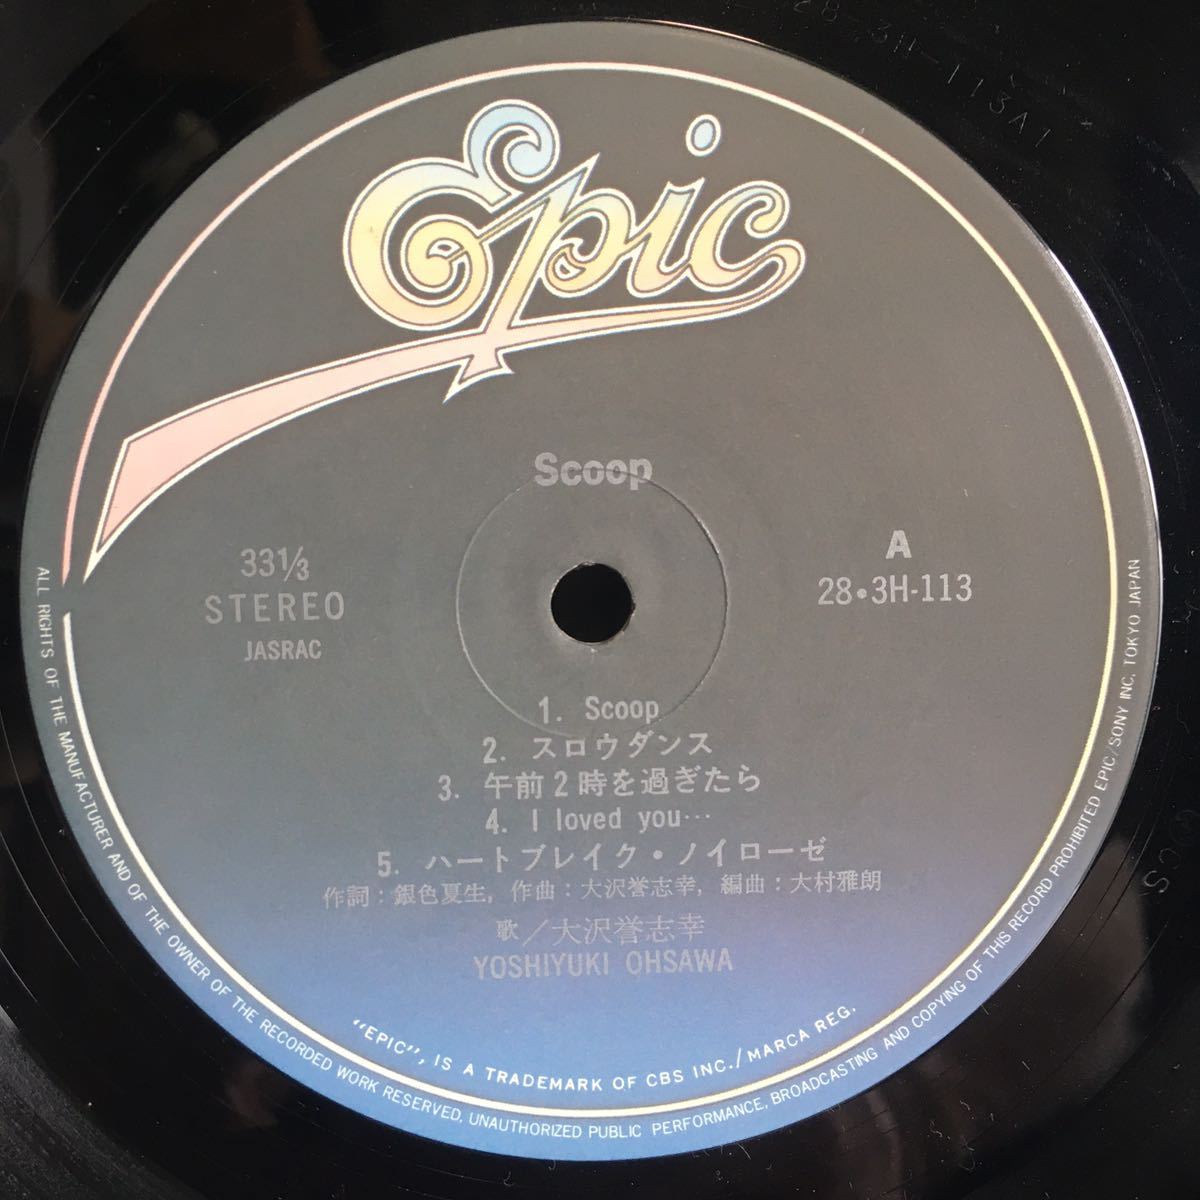 28-3H-113A1
Epic
Scoop
33⅓
STEREO
JASRAC
A
28・3H-113
1. Scoop
2. スロウダンス
3. 午前2時を過ぎたら
4. I loved you…
5. ハートブレイク・ノイローゼ
作詞：銀色夏生, 作曲：大沢誉志幸, 編曲：大村雅朗
歌／大沢誉志幸
YOSHIYUKI OHSAWA
"EPIC", IS A TRADEMARK OF CBS INC./MARCA REG.
ALL RIGHTS OF THE MANUFACTURER AND OF THE OWNER OF THE RECORDED WORK RESERVED, UNAUTHORIZED PUBLIC PERFORMANCE, BROADCASTING AND COPYING OF THIS RECORD PROHIBITED EPIC/SONY INC. TOKYO JAPAN